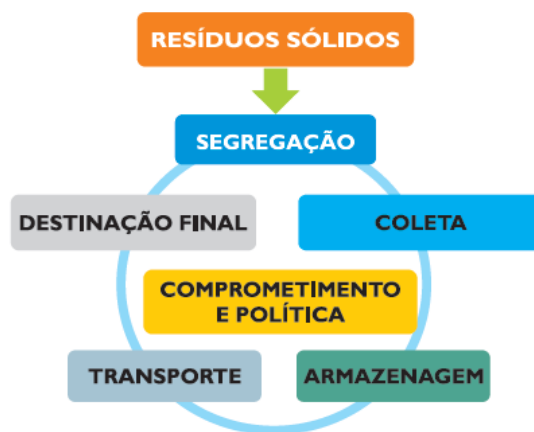 RESÍDUOS SÓLIDOS
SEGREGAÇÃO
DESTINAÇÃO FINAL
COLETA
COMPROMETIMENTO
E POLÍTICA
TRANSPORTE
ARMAZENAGEM